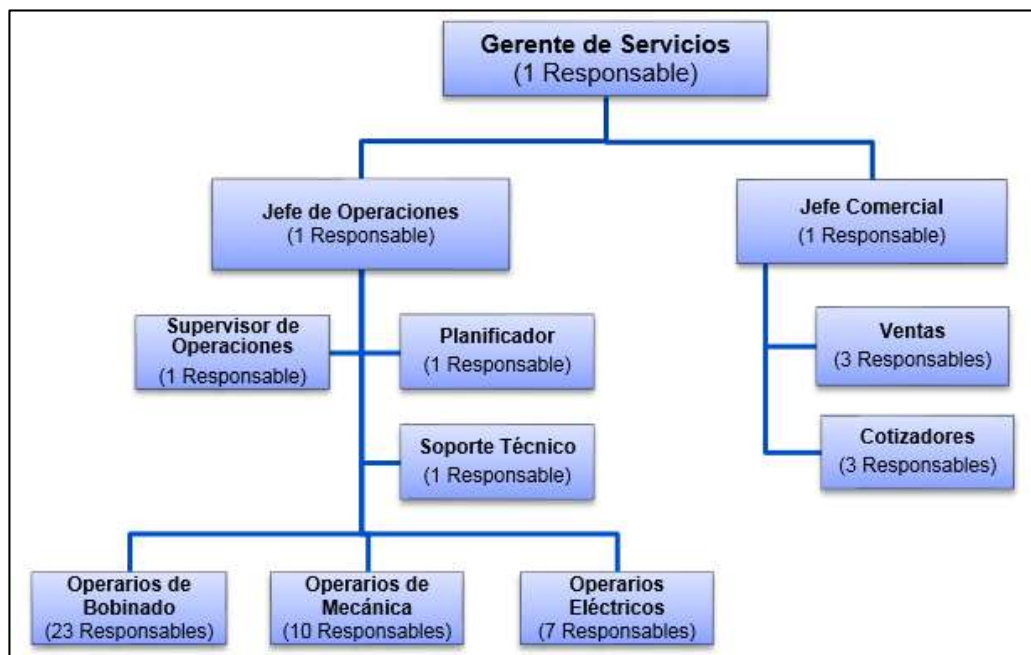 Gerente de Servicios
(1 Responsable)
Jefe de Operaciones
(1 Responsable)
Jefe Comercial
(1 Responsable)
Supervisor de
Operaciones
(1 Responsable)
Planificador
(1 Responsable)
Ventas
(3 Responsables)
Soporte Técnico
(1 Responsable)
Cotizadores
(3 Responsables)
Operarios de
Bobinado
(23 Responsables)
Operarios de
Mecánica
(10 Responsables)
Operarios
Eléctricos
(7 Responsables)